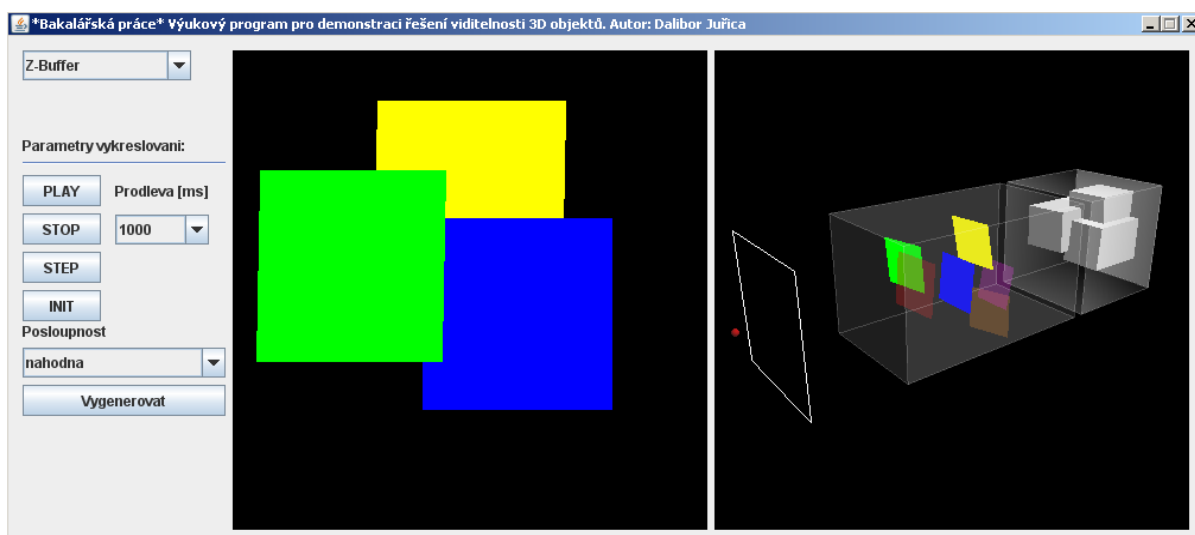 *Bakalářská práce* Výukový program pro demonstraci řešení viditelnosti 3D objektů. Autor: Dalibor Juřica
Z-Buffer
Parametry vykreslovani:
PLAY Prodleva [ms]
STOP 1000
STEP
INIT
Posloupnost
nahodna
Vygenerovat